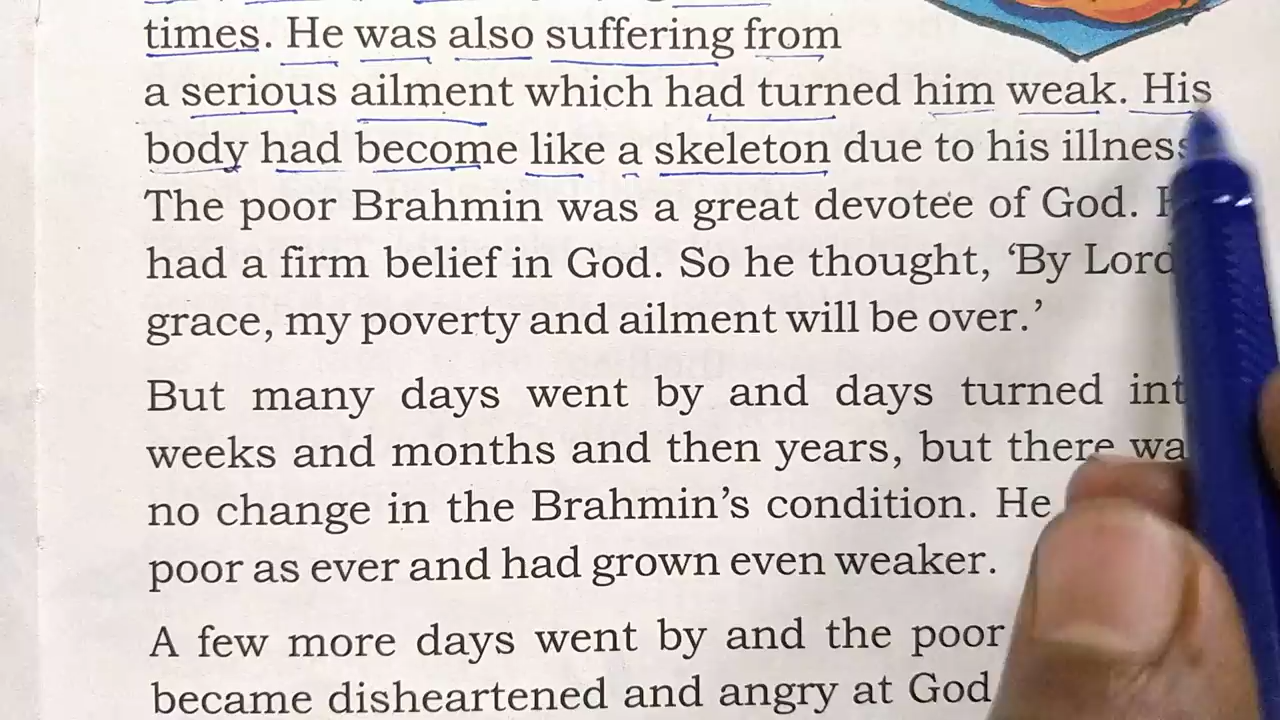 times. He was also suffering from
a serious ailment which had turned him weak. His
body had become like a skeleton due to his illness
The poor Brahmin was a great devotee of God.
had a firm belief in God. So he thought, ‘By Lord
grace, my poverty and ailment will be over.’
But many days went by and days turned int
weeks and months and then years, but there wa
no change in the Brahmin’s condition. He
poor as ever and had grown even weaker.
A few more days went by and the poor
became disheartened and angry at God